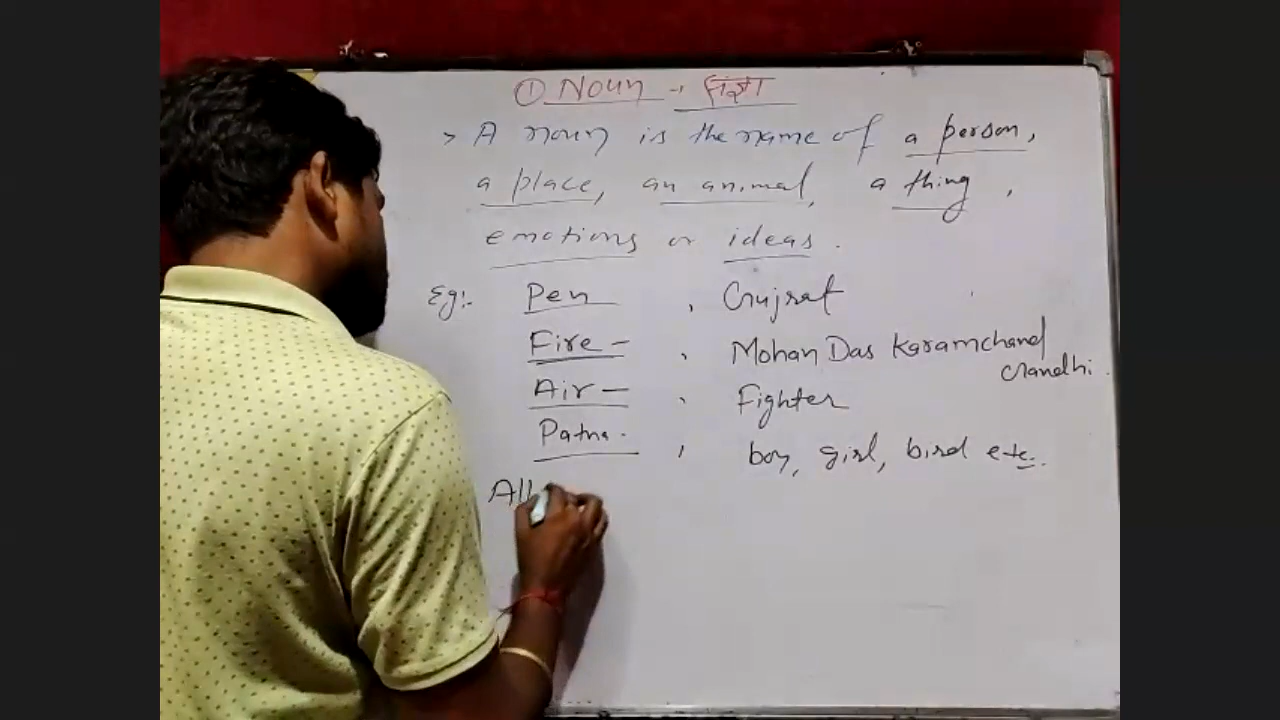 ① Noun → संज्ञा
> A noun is the name of a person,
a place, an animal, a thing,
emotions or ideas.
Eg:- Pen , Gujrat
Fire - , Mohan Das Karamchand Gandhi.
Air - , Fighter
Patna. , boy, girl, bird etc.
All